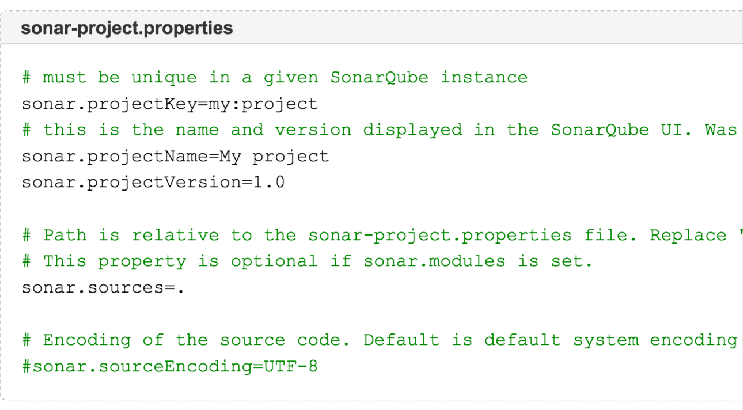 sonar-project.properties
# must be unique in a given SonarQube instance
sonar.projectKey=my:project
# this is the name and version displayed in the SonarQube UI. Was
sonar.projectName=My project
sonar.projectVersion=1.0
# Path is relative to the sonar-project.properties file. Replace "
# This property is optional if sonar.modules is set.
sonar.sources=.
# Encoding of the source code. Default is default system encoding
#sonar.sourceEncoding=UTF-8